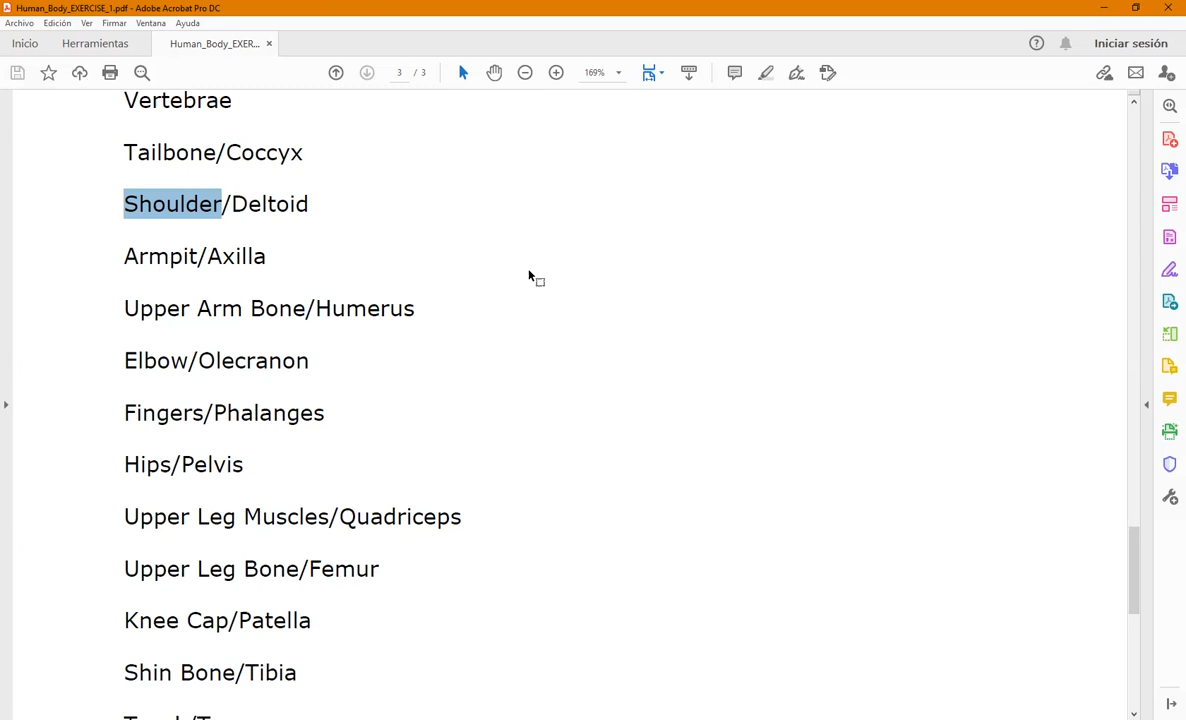 Human_Body_EXERCISE_1.pdf - Adobe Acrobat Pro DC
Archivo Edición Ver Firmar Ventana Ayuda
Inicio Herramientas Human_Body_EXER... × Iniciar sesión
3 / 3 169%
Vertebrae
Tailbone/Coccyx
Shoulder/Deltoid
Armpit/Axilla
Upper Arm Bone/Humerus
Elbow/Olecranon
Fingers/Phalanges
Hips/Pelvis
Upper Leg Muscles/Quadriceps
Upper Leg Bone/Femur
Knee Cap/Patella
Shin Bone/Tibia